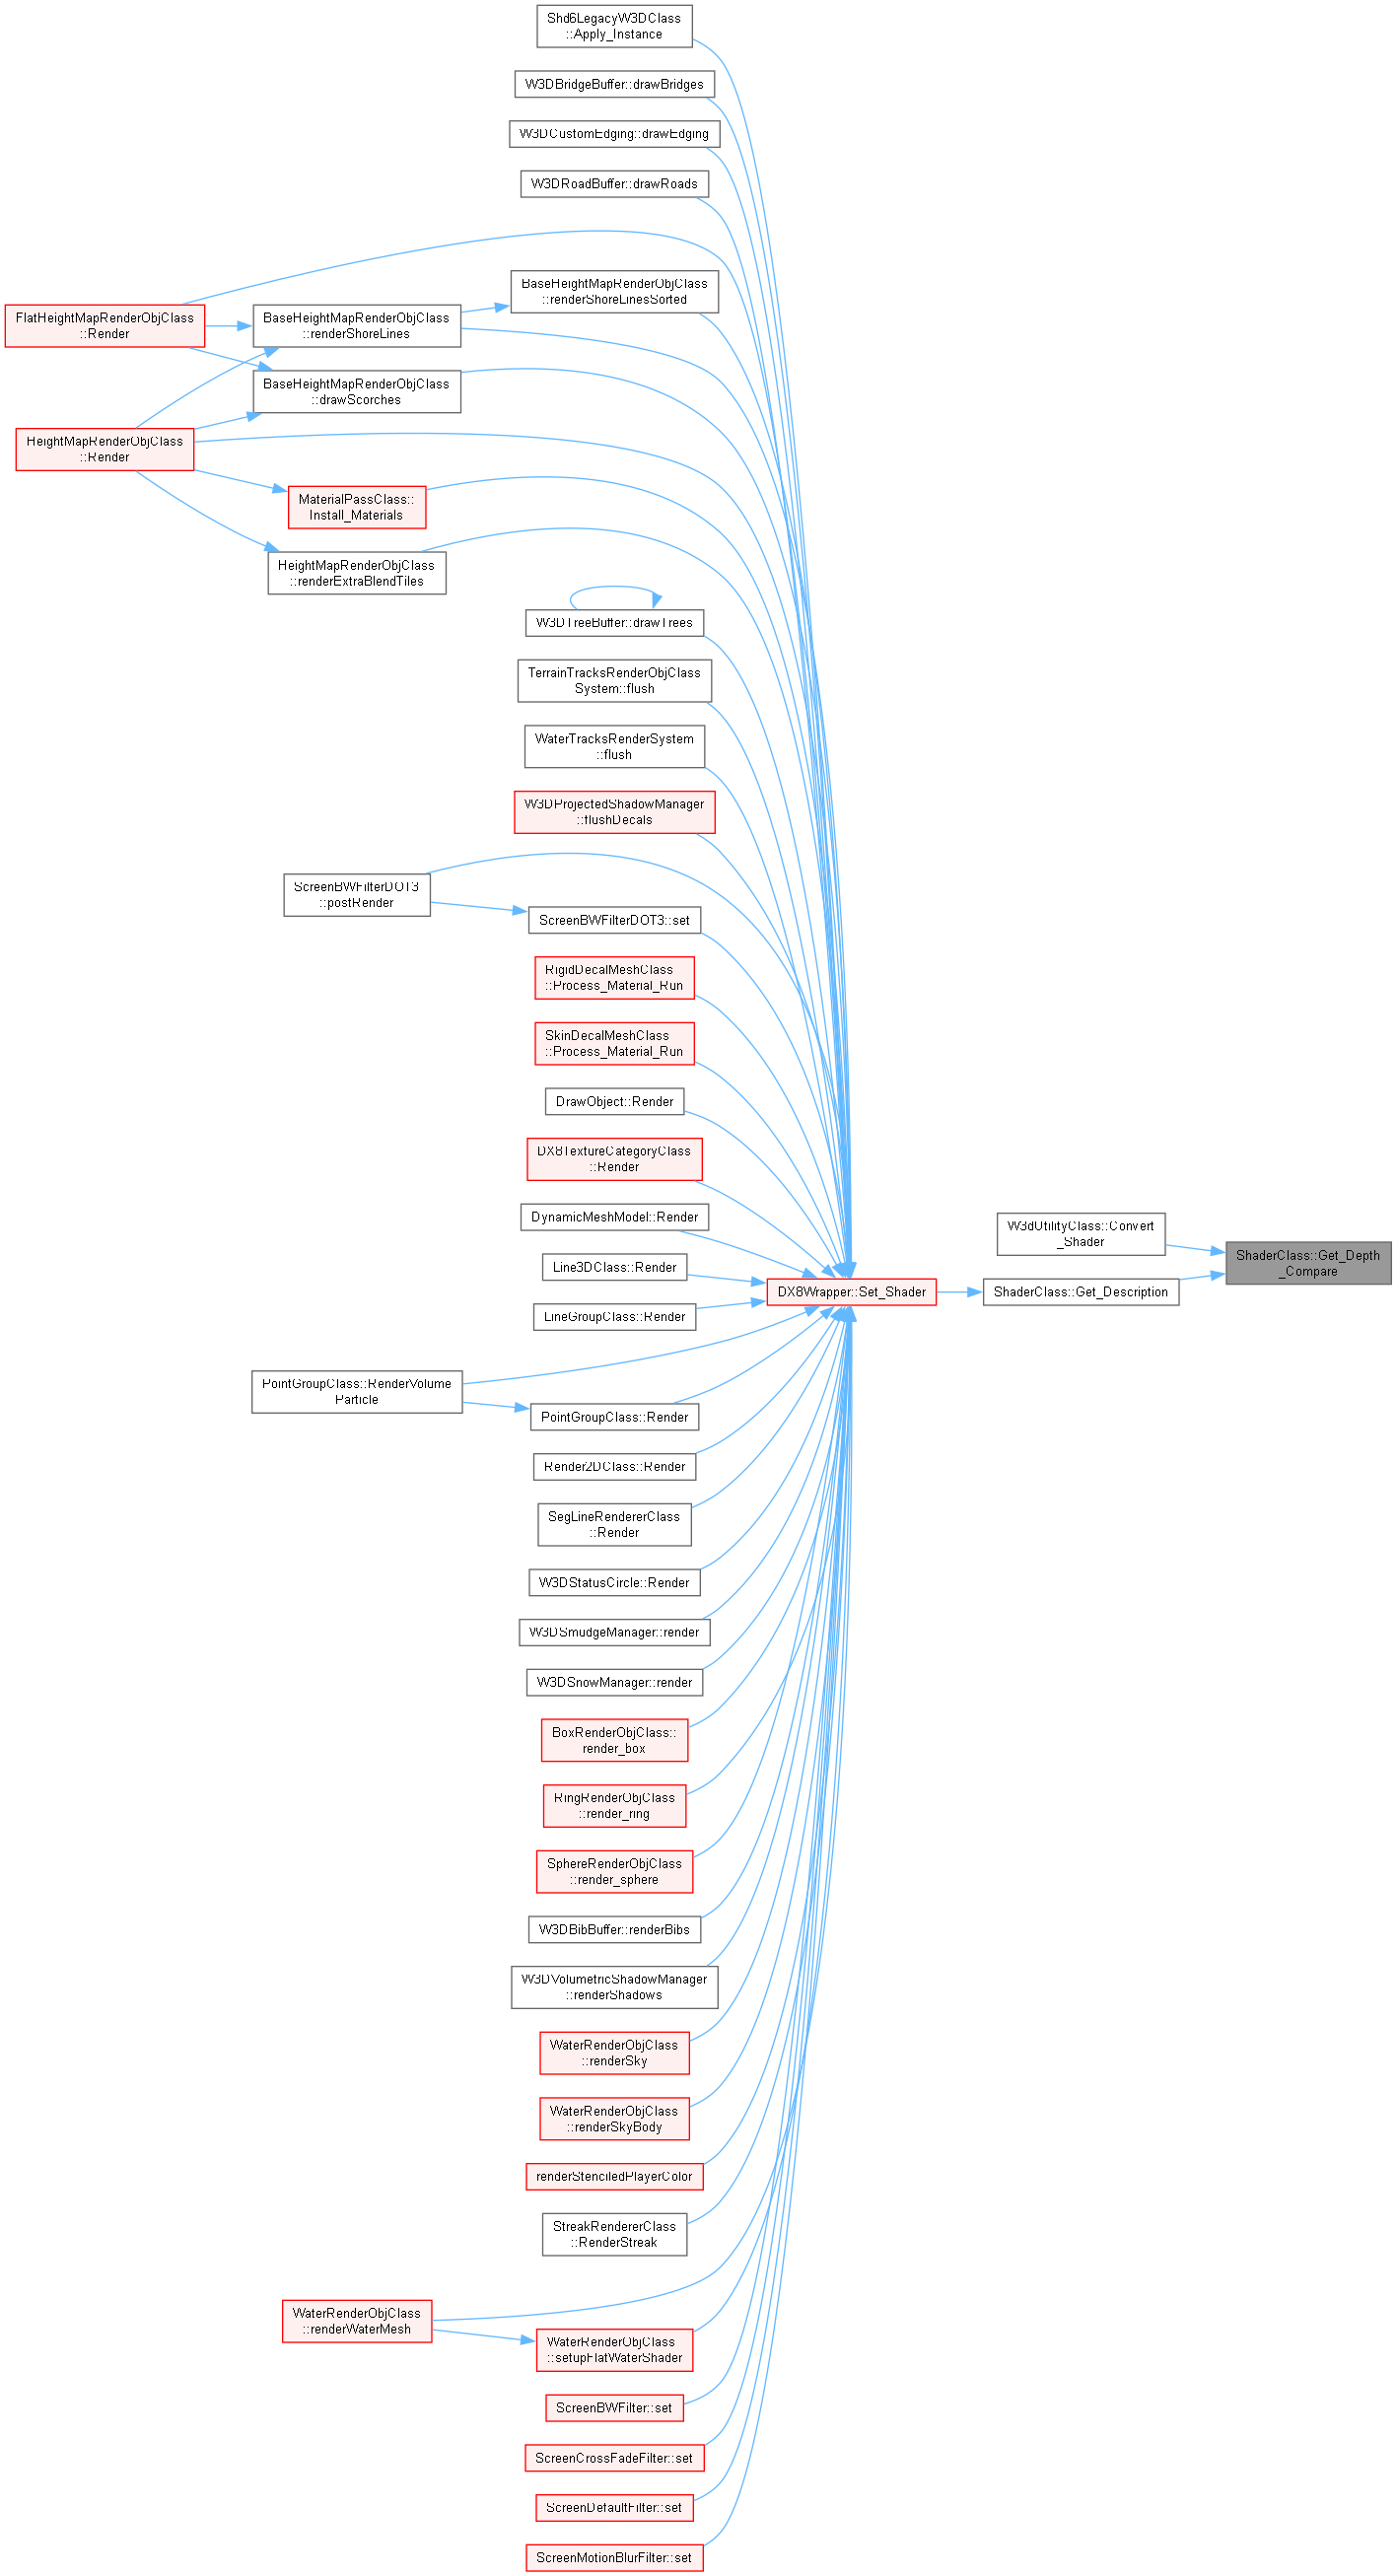 Shd6LegacyW3DClass
::Apply_Instance
W3DBridgeBuffer::drawBridges
W3DCustomEdging::drawEdging
W3DRoadBuffer::drawRoads
BaseHeightMapRenderObjClass
::renderShoreLinesSorted
FlatHeightMapRenderObjClass
::Render
BaseHeightMapRenderObjClass
::renderShoreLines
BaseHeightMapRenderObjClass
::drawScorches
HeightMapRenderObjClass
::Render
MaterialPassClass::
Install_Materials
HeightMapRenderObjClass
::renderExtraBlendTiles
W3DTreeBuffer::drawTrees
TerrainTracksRenderObjClass
System::flush
WaterTracksRenderSystem
::flush
W3DProjectedShadowManager
::flushDecals
ScreenBWFilterDOT3
::postRender
ScreenBWFilterDOT3::set
RigidDecalMeshClass
::Process_Material_Run
SkinDecalMeshClass
::Process_Material_Run
DrawObject::Render
DX8TextureCategoryClass
::Render
DynamicMeshModel::Render
W3dUtilityClass::Convert
_Shader
ShaderClass::Get_Depth
_Compare
Line3DClass::Render
DX8Wrapper::Set_Shader
ShaderClass::Get_Description
LineGroupClass::Render
PointGroupClass::RenderVolume
Particle
PointGroupClass::Render
Render2DClass::Render
SegLineRendererClass
::Render
W3DStatusCircle::Render
W3DSmudgeManager::render
W3DSnowManager::render
BoxRenderObjClass::
render_box
RingRenderObjClass
::render_ring
SphereRenderObjClass
::render_sphere
W3DBibBuffer::renderBibs
W3DVolumetricShadowManager
::renderShadows
WaterRenderObjClass
::renderSky
WaterRenderObjClass
::renderSkyBody
renderStenciledPlayerColor
StreakRendererClass
::RenderStreak
WaterRenderObjClass
::renderWaterMesh
WaterRenderObjClass
::setupFlatWaterShader
ScreenBWFilter::set
ScreenCrossFadeFilter::set
ScreenDefaultFilter::set
ScreenMotionBlurFilter::set